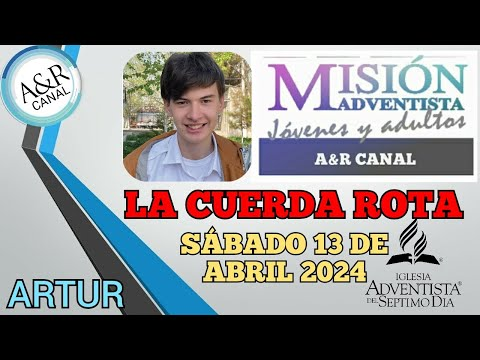 A&R
CANAL
MISIÓN
ADVENTISTA
Jóvenes y adultos
A&R CANAL
LA CUERDA ROTA
SÁBADO 13 DE
ABRIL 2024
IGLESIA
ADVENTISTA®
DEL SÉPTIMO DÍA
ARTUR